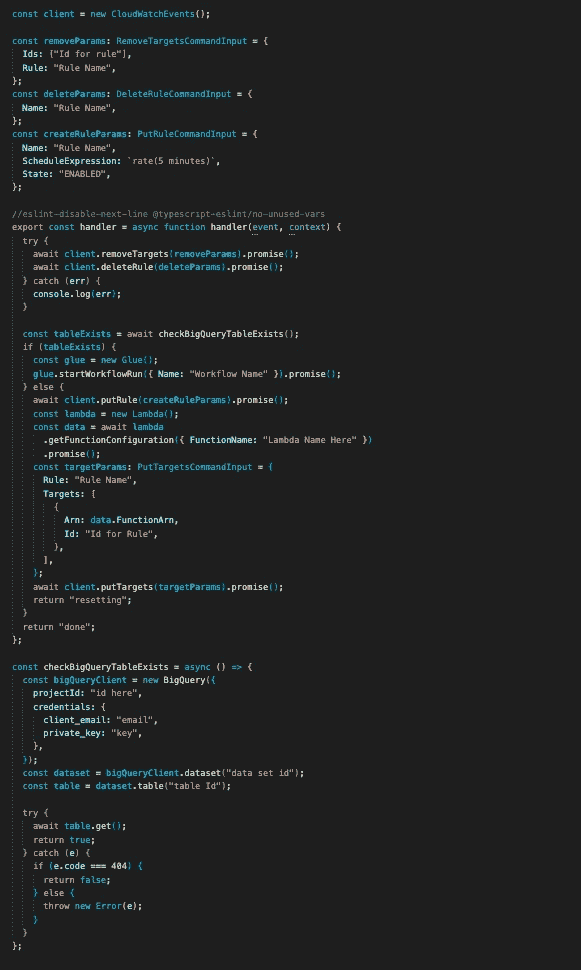 const client = new CloudWatchEvents();
const removeParams: RemoveTargetsCommandInput = {
Ids: ["Id for rule"],
Rule: "Rule Name",
};
const deleteParams: DeleteRuleCommandInput = {
Name: "Rule Name",
};
const createRuleParams: PutRuleCommandInput = {
Name: "Rule Name",
ScheduleExpression: `rate(5 minutes)`,
State: "ENABLED",
};
//eslint-disable-next-line @typescript-eslint/no-unused-vars
export const handler = async function handler(event, context) {
try {
await client.removeTargets(removeParams).promise();
await client.deleteRule(deleteParams).promise();
} catch (err) {
console.log(err);
}
const tableExists = await checkBigQueryTableExists();
if (tableExists) {
const glue = new Glue();
glue.startWorkflowRun({ Name: "Workflow Name" }).promise();
} else {
await client.putRule(createRuleParams).promise();
const lambda = new Lambda();
const data = await lambda
.getFunctionConfiguration({ FunctionName: "Lambda Name Here" })
.promise();
const targetParams: PutTargetsCommandInput = {
Rule: "Rule Name",
Targets: [
{
Arn: data.FunctionArn,
Id: "Id for Rule",
},
],
};
await client.putTargets(targetParams).promise();
return "resetting";
}
return "done";
};
const checkBigQueryTableExists = async () => {
const bigQueryClient = new BigQuery({
projectId: "id here",
credentials: {
client_email: "email",
private_key: "key",
},
});
const dataset = bigQueryClient.dataset("data set id");
const table = dataset.table("table Id");
try {
await table.get();
return true;
} catch (e) {
if (e.code === 404) {
return false;
} else {
throw new Error(e);
}
}
};